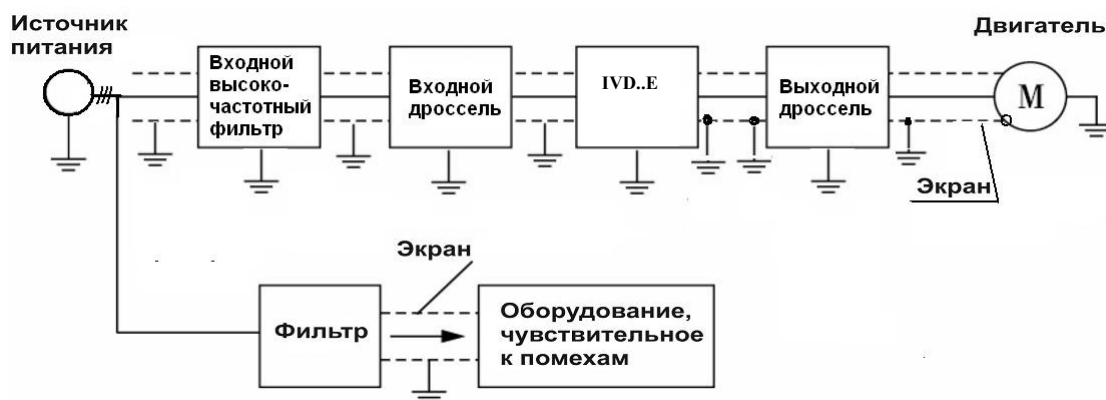 Источник
питания
Двигатель
Входной
высоко-
частотный
фильтр
Входной
дроссель
IVD..E
Выходной
дроссель
М
Экран
Экран
Фильтр
Оборудование,
чувствительное
к помехам